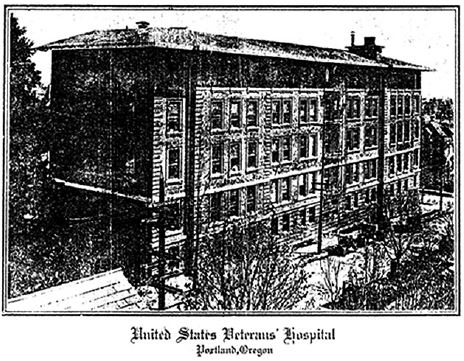 United States Veterans' Hospital
Portland, Oregon